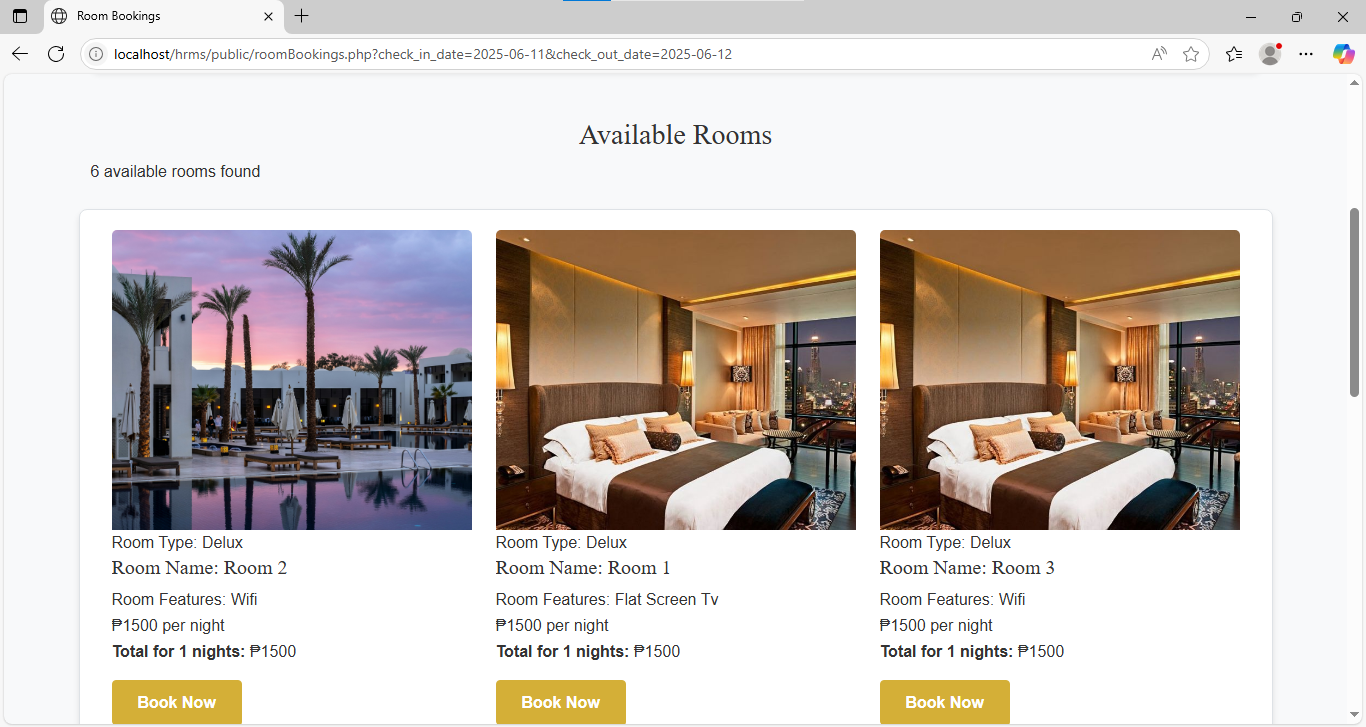 Room Bookings
localhost/hrms/public/roomBookings.php?check_in_date=2025-06-11&check_out_date=2025-06-12
Available Rooms
6 available rooms found
Room Type: Delux
Room Name: Room 2
Room Features: Wifi
₱1500 per night
Total for 1 nights: ₱1500
Book Now
Room Type: Delux
Room Name: Room 1
Room Features: Flat Screen Tv
₱1500 per night
Total for 1 nights: ₱1500
Book Now
Room Type: Delux
Room Name: Room 3
Room Features: Wifi
₱1500 per night
Total for 1 nights: ₱1500
Book Now